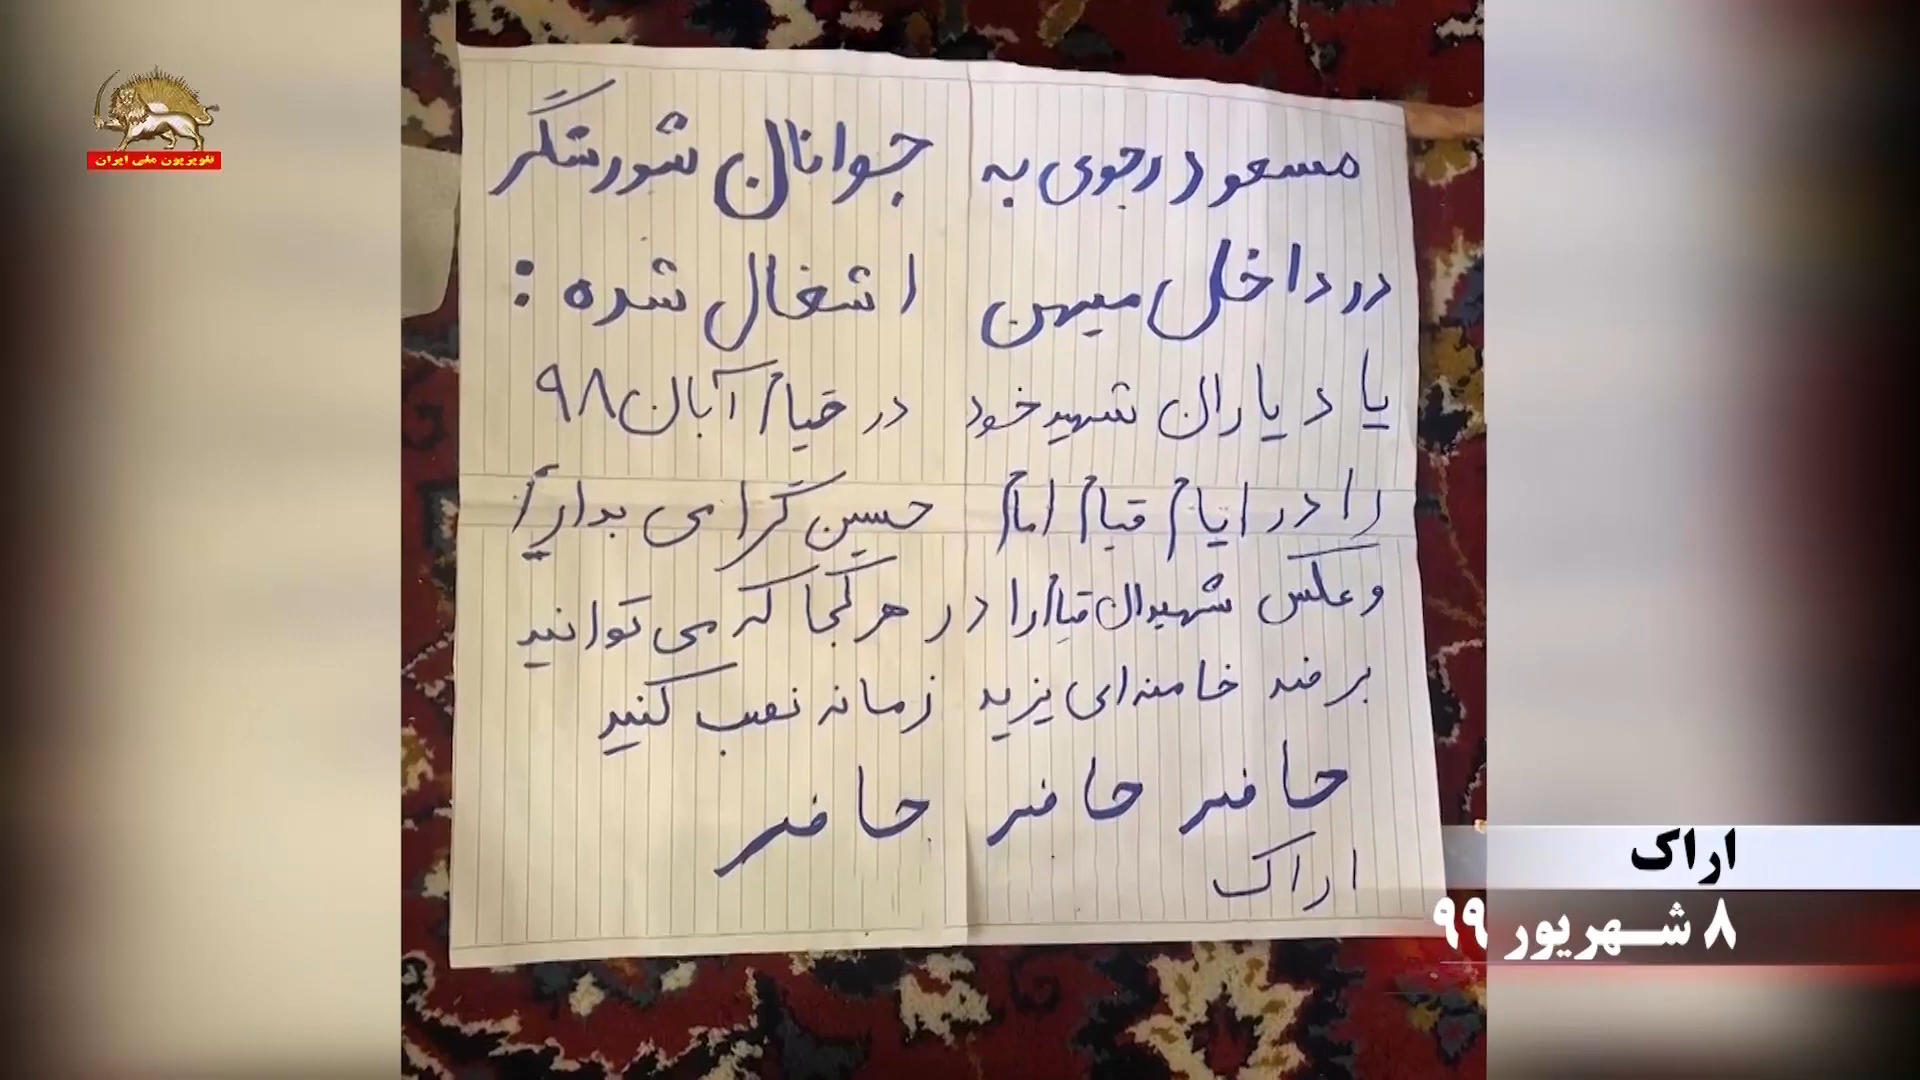 تلویزیون ملی ایران
مسعود رجوی به جوانان شورشگر
در داخل میهن اشغال شده :
یاد یاران شهید خود در قیام آبان ۹۸
را در ایام قیام امام حسین گرامی بدارید
و عکس شهیدان قیام را در هر کجا که می توانید
بر ضد خامنه‌ای یزید زمانه نصب کنید
حاضر حاضر حاضر
اراک
اراک
۸ شهریور ۹۹